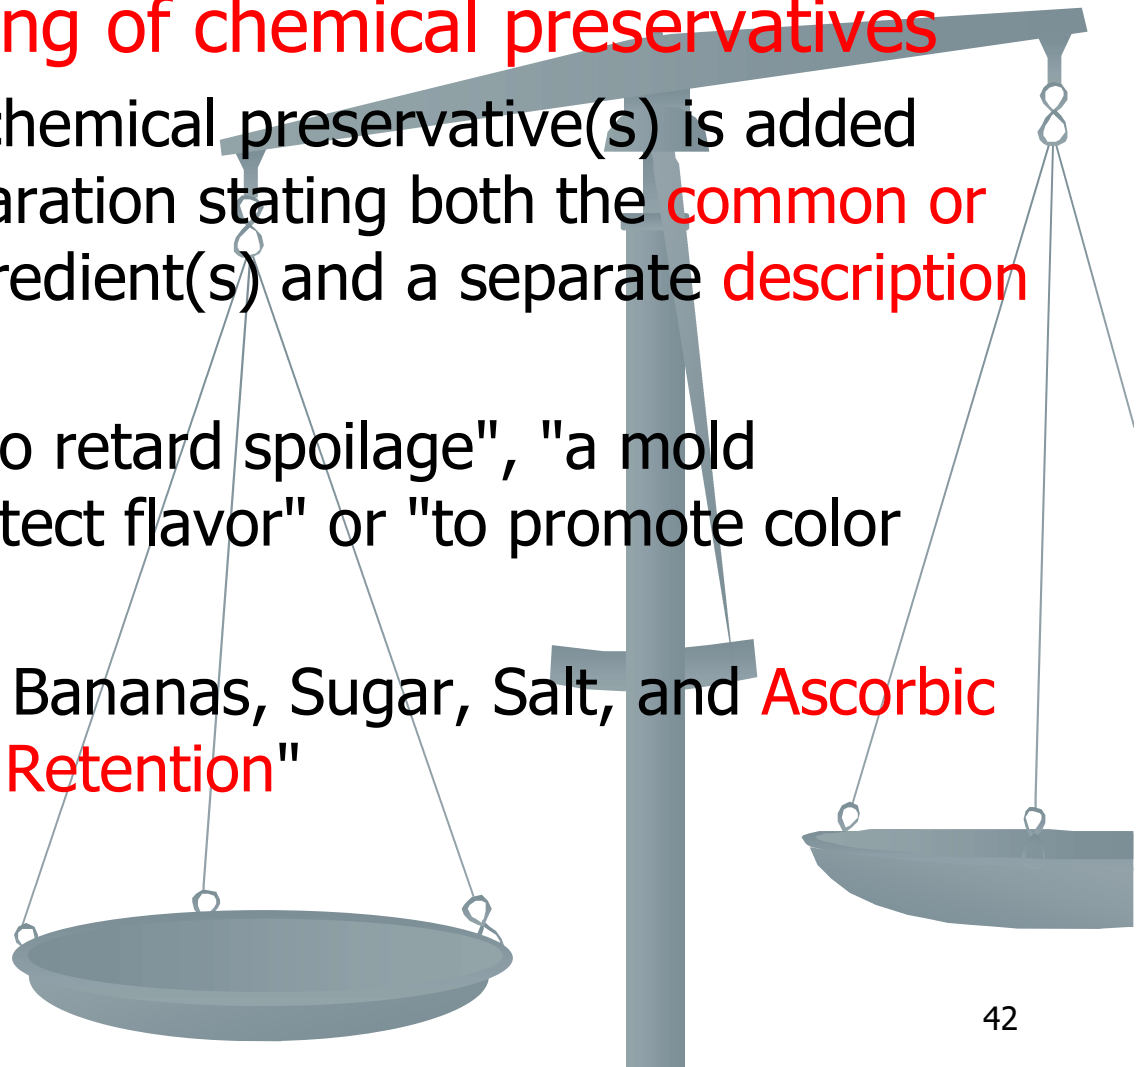 ng of chemical preservatives
chemical preservative(s) is added
aration stating both the common or
redient(s) and a separate description
o retard spoilage", "a mold
tect flavor" or "to promote color
Bananas, Sugar, Salt, and Ascorbic
Retention"
42